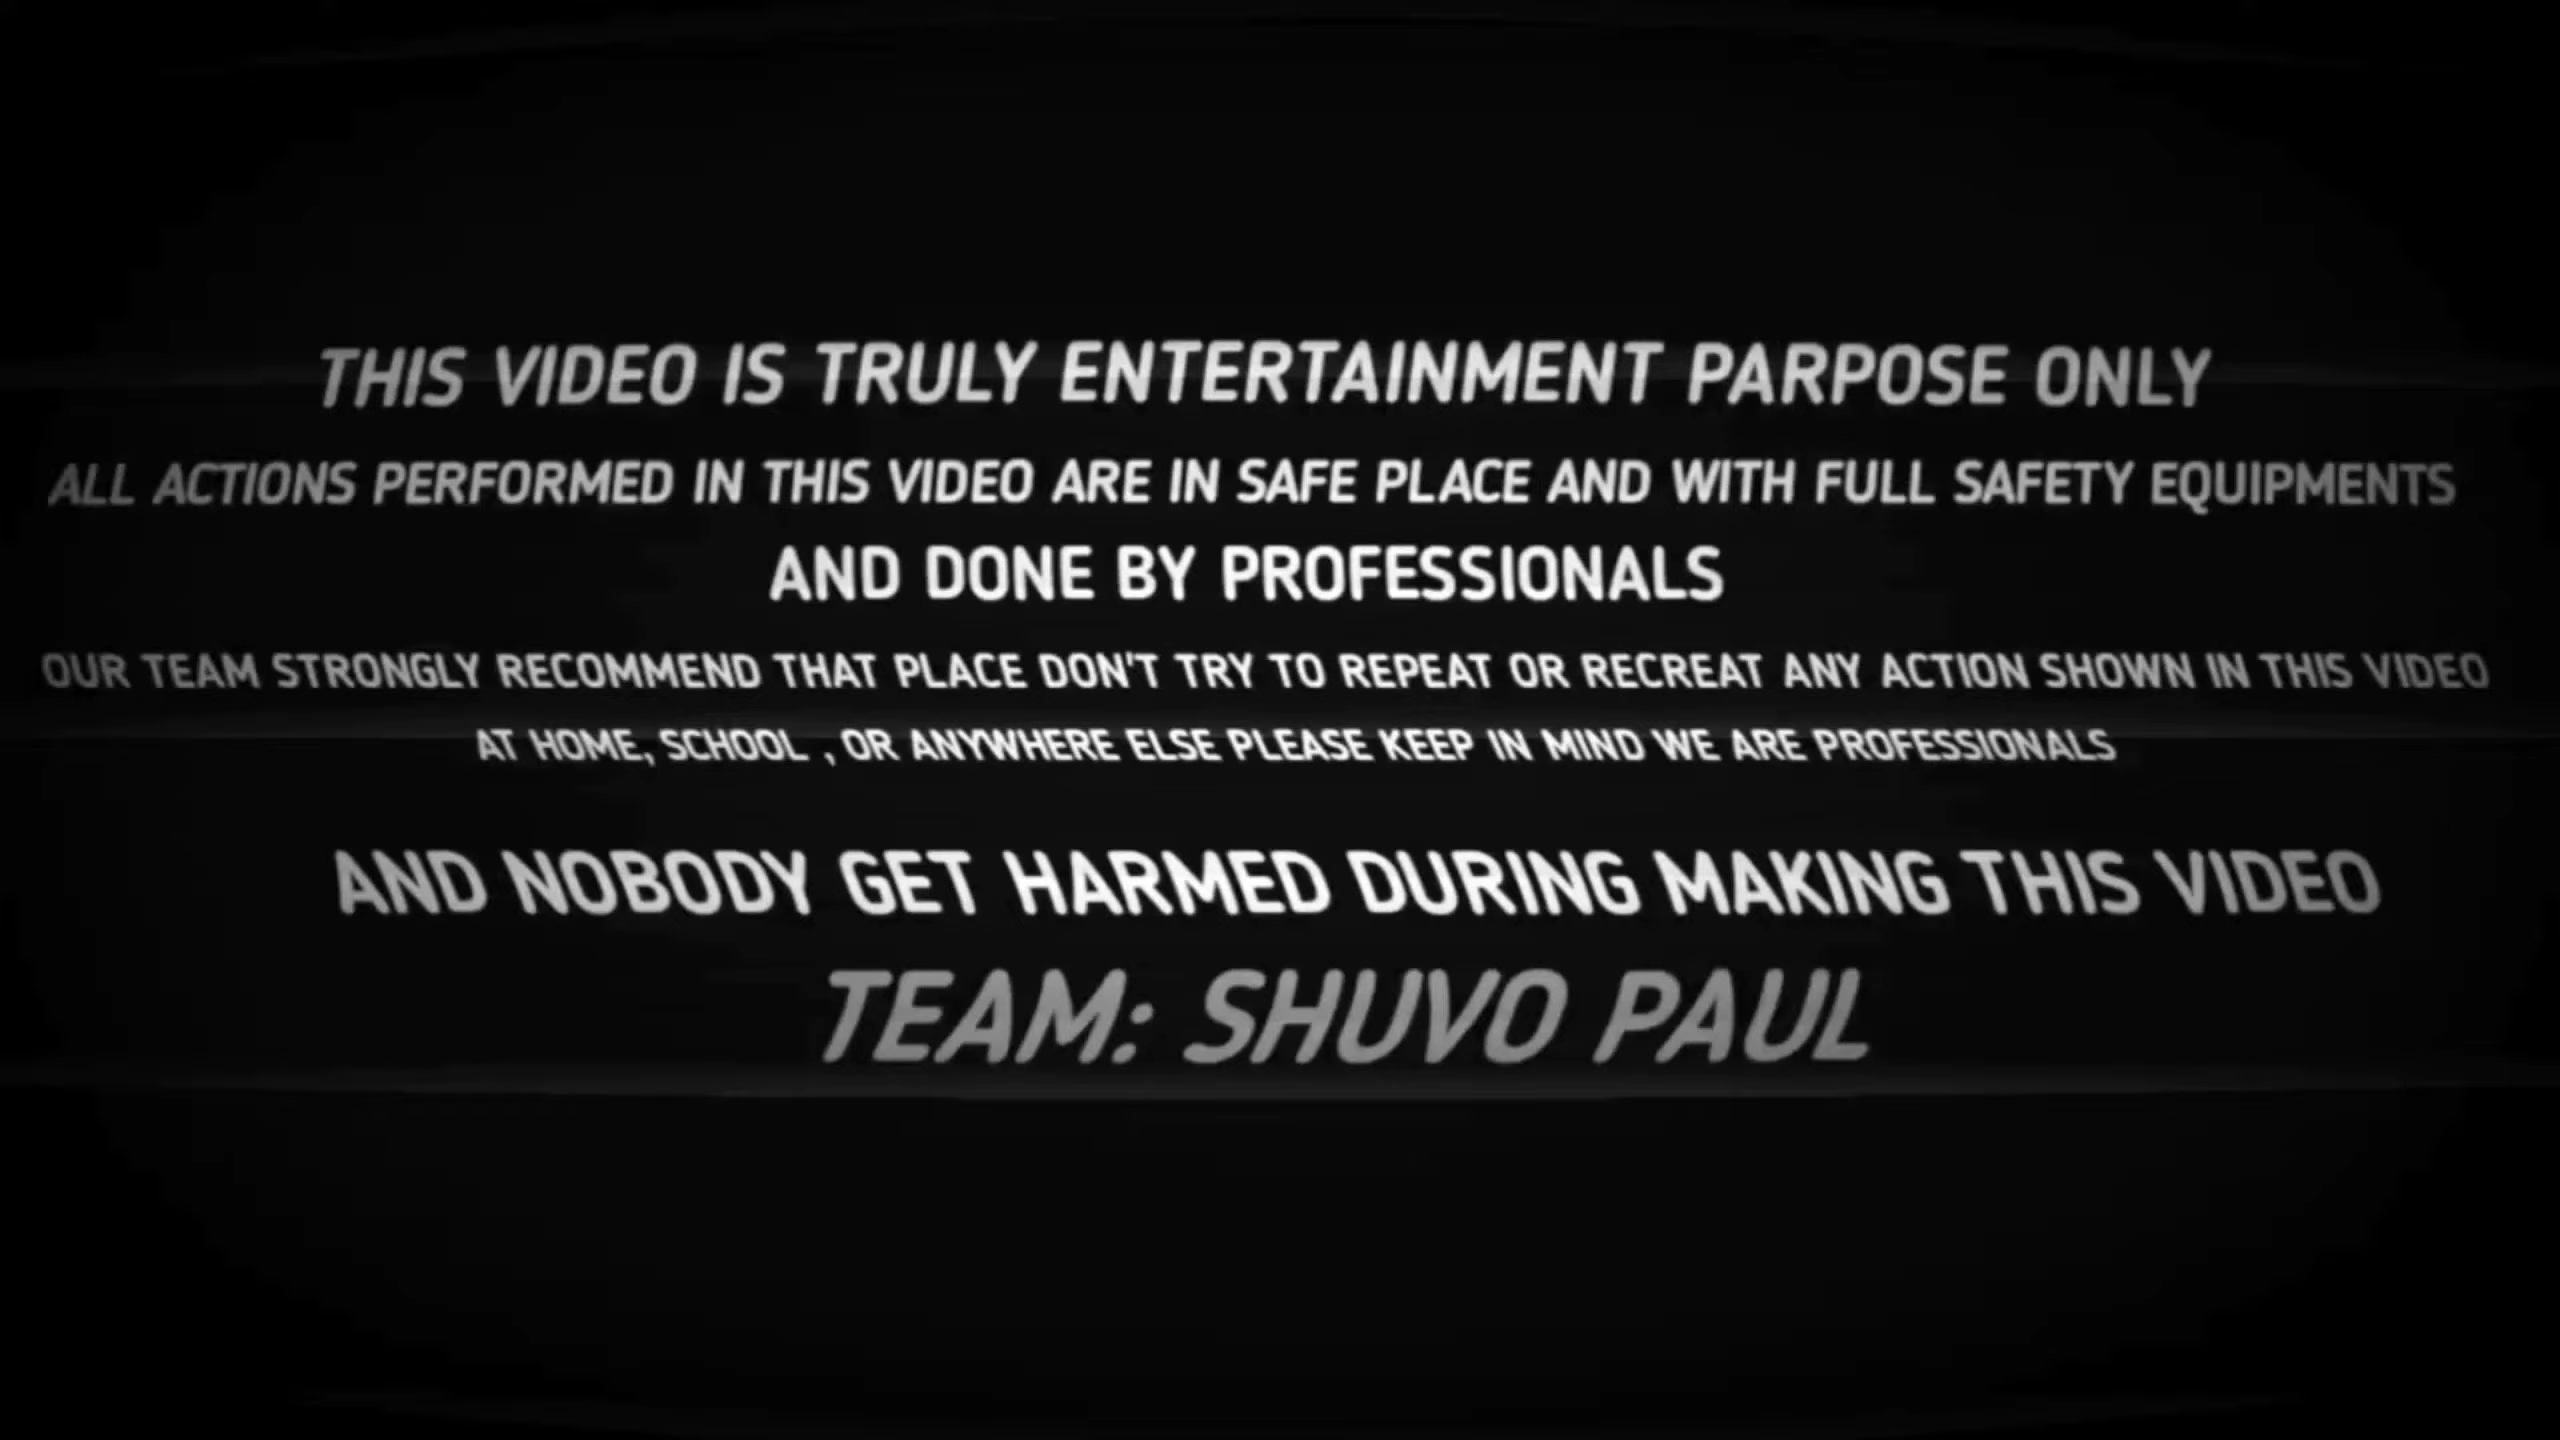 THIS VIDEO IS TRULY ENTERTAINMENT PARPOSE ONLY
ALL ACTIONS PERFORMED IN THIS VIDEO ARE IN SAFE PLACE AND WITH FULL SAFETY EQUIPMENTS
AND DONE BY PROFESSIONALS
OUR TEAM STRONGLY RECOMMEND THAT PLACE DON'T TRY TO REPEAT OR RECREAT ANY ACTION SHOWN IN THIS VIDEO
AT HOME, SCHOOL , OR ANYWHERE ELSE PLEASE KEEP IN MIND WE ARE PROFESSIONALS
AND NOBODY GET HARMED DURING MAKING THIS VIDEO
TEAM: SHUVO PAUL